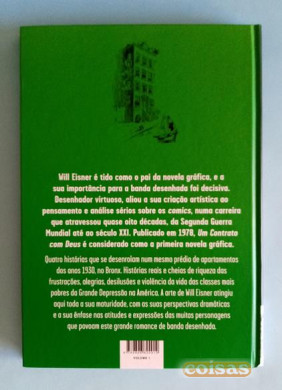 Will Eisner é tido como o pai da novela gráfica, e a
sua importância para a banda desenhada foi decisiva.
Desenhador virtuoso, aliou a sua criação artística ao
pensamento e análise sérios sobre os comics, numa carreira
que atravessou quase oito décadas, da Segunda Guerra
Mundial até ao século XXI. Publicado em 1978, Um Contrato
com Deus é considerado como a primeira novela gráfica.
Quatro histórias que se desenrolam num mesmo prédio de apartamentos
dos anos 1930, no Bronx. Histórias reais e cheias de riqueza das
frustrações, alegrias, desilusões e violência da vida das classes mais
pobres da Grande Depressão na América. A arte de Will Eisner atingiu
aqui toda a sua maturidade, com as suas perspectivas dramáticas
e a sua ênfase nas atitudes e expressões das muitas personagens
que povoam este grande romance de banda desenhada.
VOLUME 1
coisas